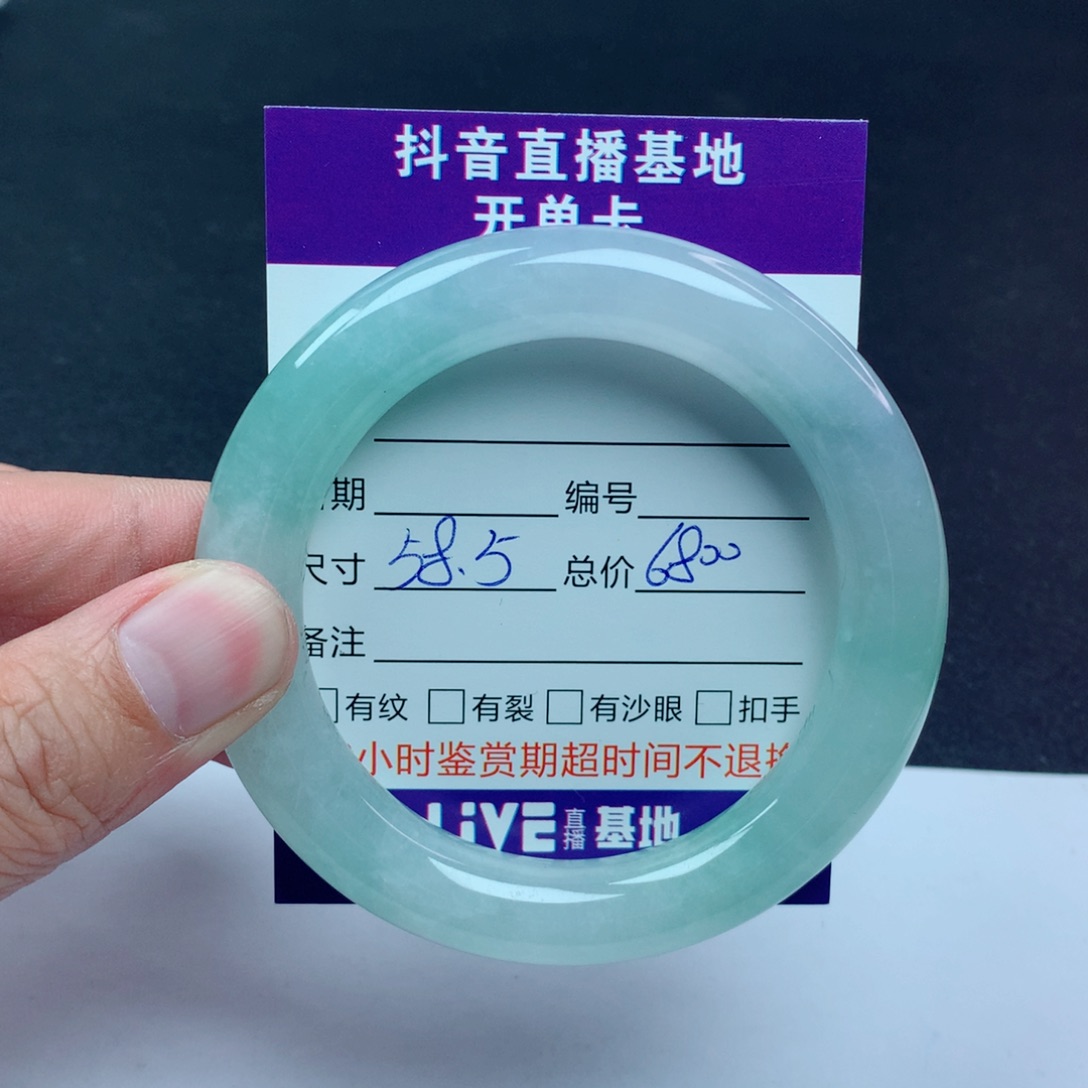 抖音直播基地
开单卡
期 编号
尺寸 58.5 总价 6800
备注
有纹 有裂 有沙眼 扣手
小时鉴赏期超时间不退换
LiVE 直播 基地